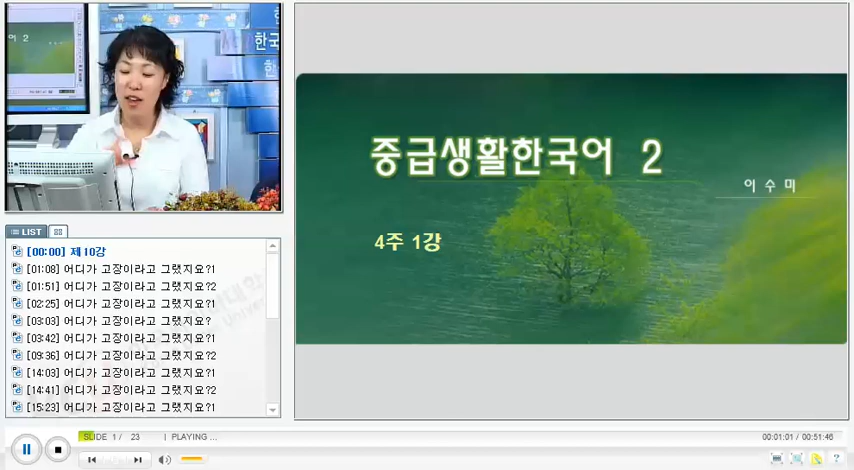 어 2
한국
한
중급생활한국어 2
이 수 미
4주 1강
LIST
[00:00] 제 10강
[01:08] 어디가 고장이라고 그랬지요?1
[01:51] 어디가 고장이라고 그랬지요?2
[02:25] 어디가 고장이라고 그랬지요?1
[03:03] 어디가 고장이라고 그랬지요?
[03:42] 어디가 고장이라고 그랬지요?1
[09:36] 어디가 고장이라고 그랬지요?2
[14:03] 어디가 고장이라고 그랬지요?1
[14:41] 어디가 고장이라고 그랬지요?2
[15:23] 어디가 고장이라고 그랬지요?1
SLIDE 1 / 23 | PLAYING ...
00:01:01 / 00:51:46